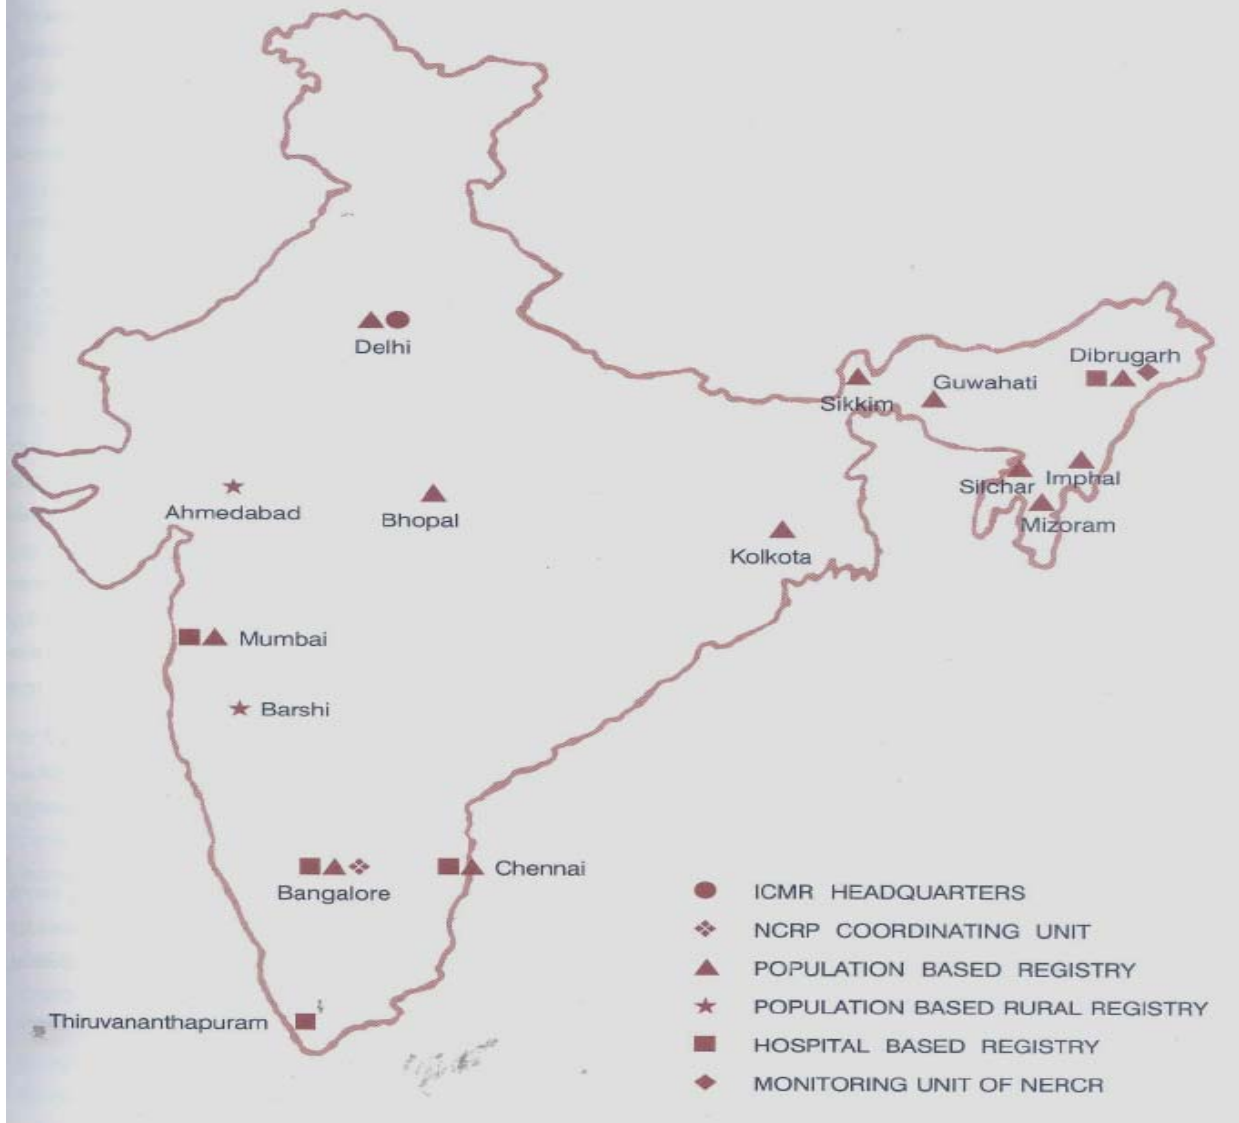 Delhi
Dibrugarh
Guwahati
Sikkim
Silchar
Imphal
Ahmedabad
Bhopal
Mizoram
Kolkota
Mumbai
Barshi
Chennai
Bangalore
Thiruvananthapuram
ICMR HEADQUARTERS
NCRP COORDINATING UNIT
POPULATION BASED REGISTRY
POPULATION BASED RURAL REGISTRY
HOSPITAL BASED REGISTRY
MONITORING UNIT OF NERCR